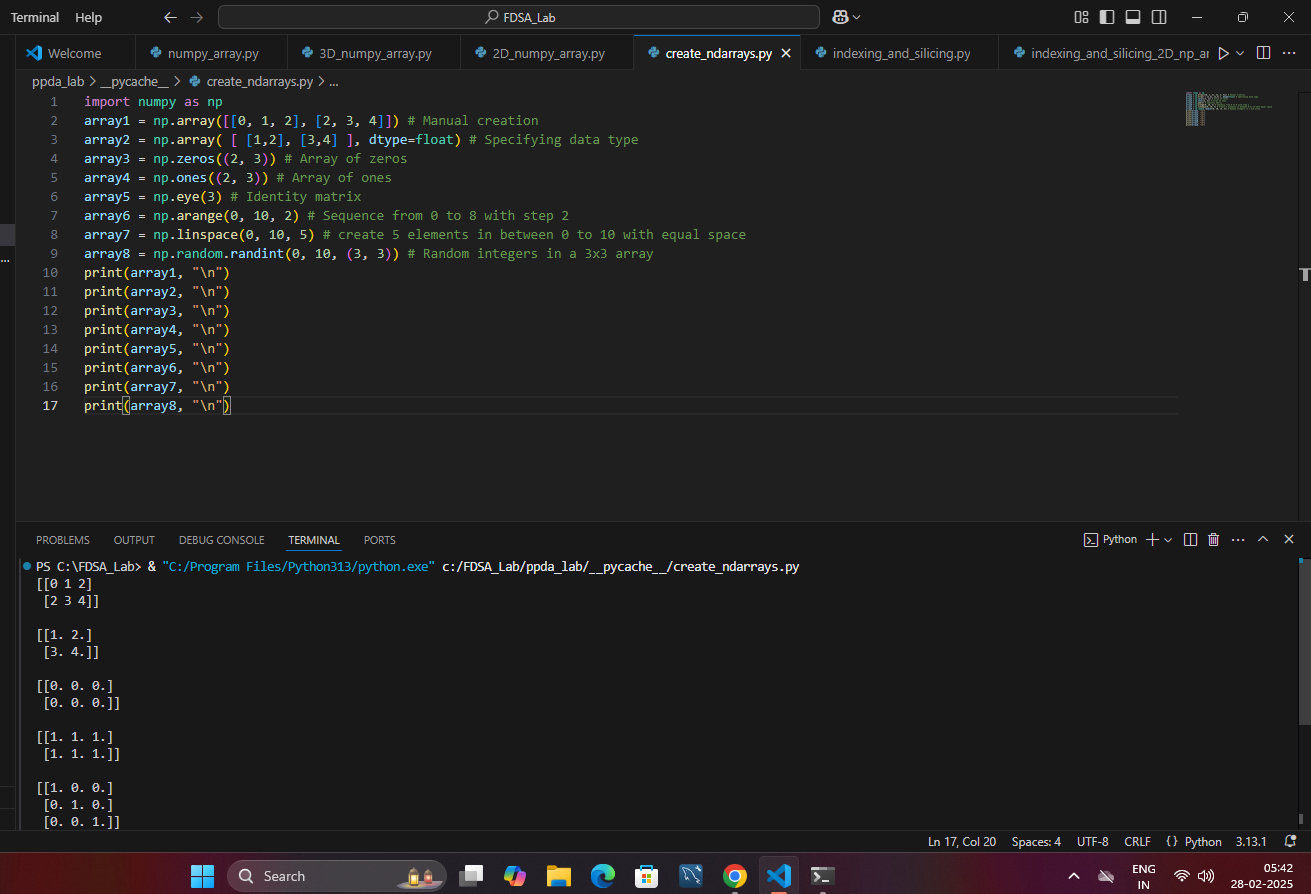 Terminal Help FDSA_Lab
Welcome numpy_array.py 3D_numpy_array.py 2D_numpy_array.py create_ndarrays.py indexing_and_silicing.py indexing_and_silicing_2D_np_ar
ppda_lab > __pycache__ > create_ndarrays.py > ...
1 import numpy as np
2 array1 = np.array([[0, 1, 2], [2, 3, 4]]) # Manual creation
3 array2 = np.array( [ [1,2], [3,4] ], dtype=float) # Specifying data type
4 array3 = np.zeros((2, 3)) # Array of zeros
5 array4 = np.ones((2, 3)) # Array of ones
6 array5 = np.eye(3) # Identity matrix
7 array6 = np.arange(0, 10, 2) # Sequence from 0 to 8 with step 2
8 array7 = np.linspace(0, 10, 5) # create 5 elements in between 0 to 10 with equal space
9 array8 = np.random.randint(0, 10, (3, 3)) # Random integers in a 3x3 array
10 print(array1, "\n")
11 print(array2, "\n")
12 print(array3, "\n")
13 print(array4, "\n")
14 print(array5, "\n")
15 print(array6, "\n")
16 print(array7, "\n")
17 print(array8, "\n")
PROBLEMS OUTPUT DEBUG CONSOLE TERMINAL PORTS Python
PS C:\FDSA_Lab> & "C:/Program Files/Python313/python.exe" c:/FDSA_Lab/ppda_lab/__pycache__/create_ndarrays.py
[[0 1 2]
[2 3 4]]
[[1. 2.]
[3. 4.]]
[[0. 0. 0.]
[0. 0. 0.]]
[[1. 1. 1.]
[1. 1. 1.]]
[[1. 0. 0.]
[0. 1. 0.]
[0. 0. 1.]]
Ln 17, Col 20 Spaces: 4 UTF-8 CRLF {} Python 3.13.1
Search ENG 05:42
IN 28-02-2025